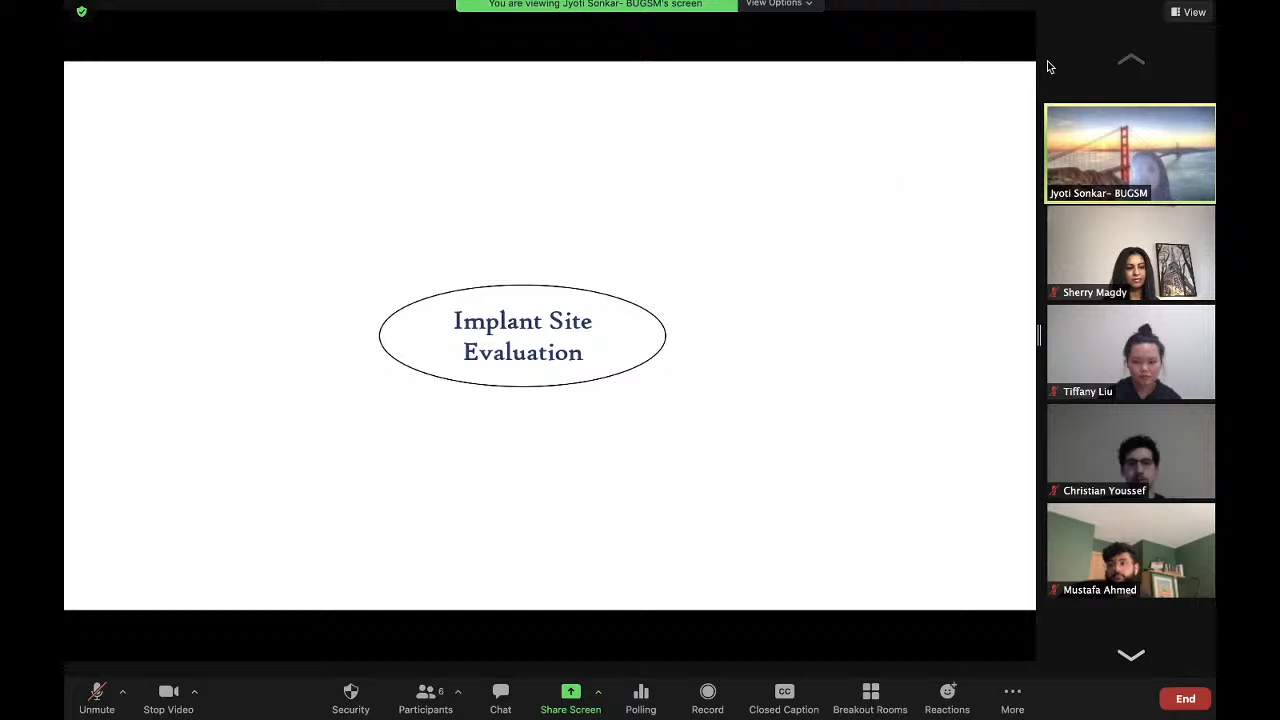 You are viewing Jyoti Sonkar- BUGSM's screen
View Options
View
Implant Site
Evaluation
Jyoti Sonkar- BUGSM
Sherry Magdy
Tiffany Liu
Christian Youssef
Mustafa Ahmed
Unmute
Stop Video
Security
6
Participants
Chat
Share Screen
Polling
Record
CC
Closed Caption
Breakout Rooms
Reactions
More
End